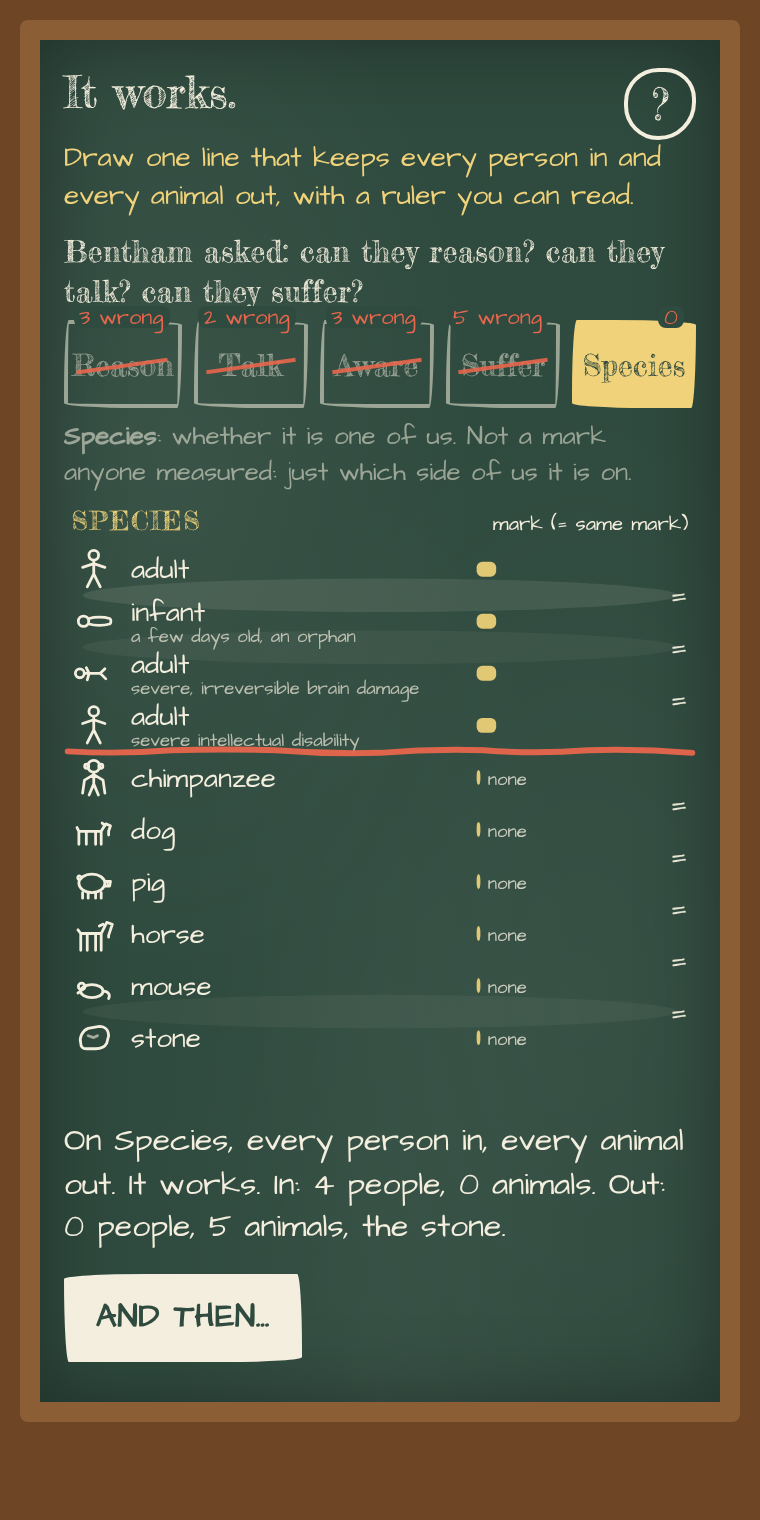 It works.
?
Draw one line that keeps every person in and
every animal out, with a ruler you can read.
Bentham asked: can they reason? can they
talk? can they suffer?
3 wrong 2 wrong 3 wrong 5 wrong 0
Reason Talk Aware Suffer Species
Species: whether it is one of us. Not a mark
anyone measured: just which side of us it is on.
SPECIES mark (= same mark)
adult
=
infant
a few days old, an orphan
=
adult
severe, irreversible brain damage
=
adult
severe intellectual disability
chimpanzee none
=
dog none
=
pig none
=
horse none
=
mouse none
=
stone none
On Species, every person in, every animal
out. It works. In: 4 people, 0 animals. Out:
0 people, 5 animals, the stone.
AND THEN...